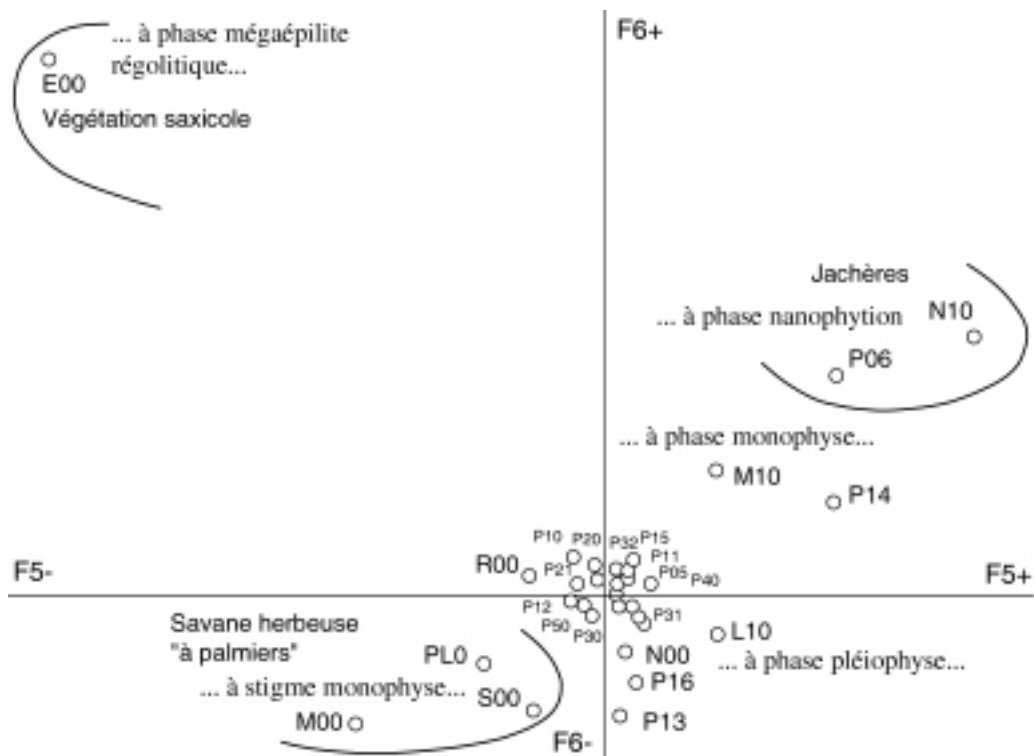 ... à phase mégaépilite
régolitique...
E00
Végétation saxicole
F6+
Jachères
... à phase nanophytion
N10
P06
... à phase monophyse...
M10
P14
P10 P20 P32 P15
P11
R00 P21 P05 P40
F5- F5+
P12 P50 P30 P31
Savane herbeuse
"à palmiers"
L10
PL0
N00
... à phase pléiophyse...
... à stigme monophyse...
P16
S00
M00
P13
F6-